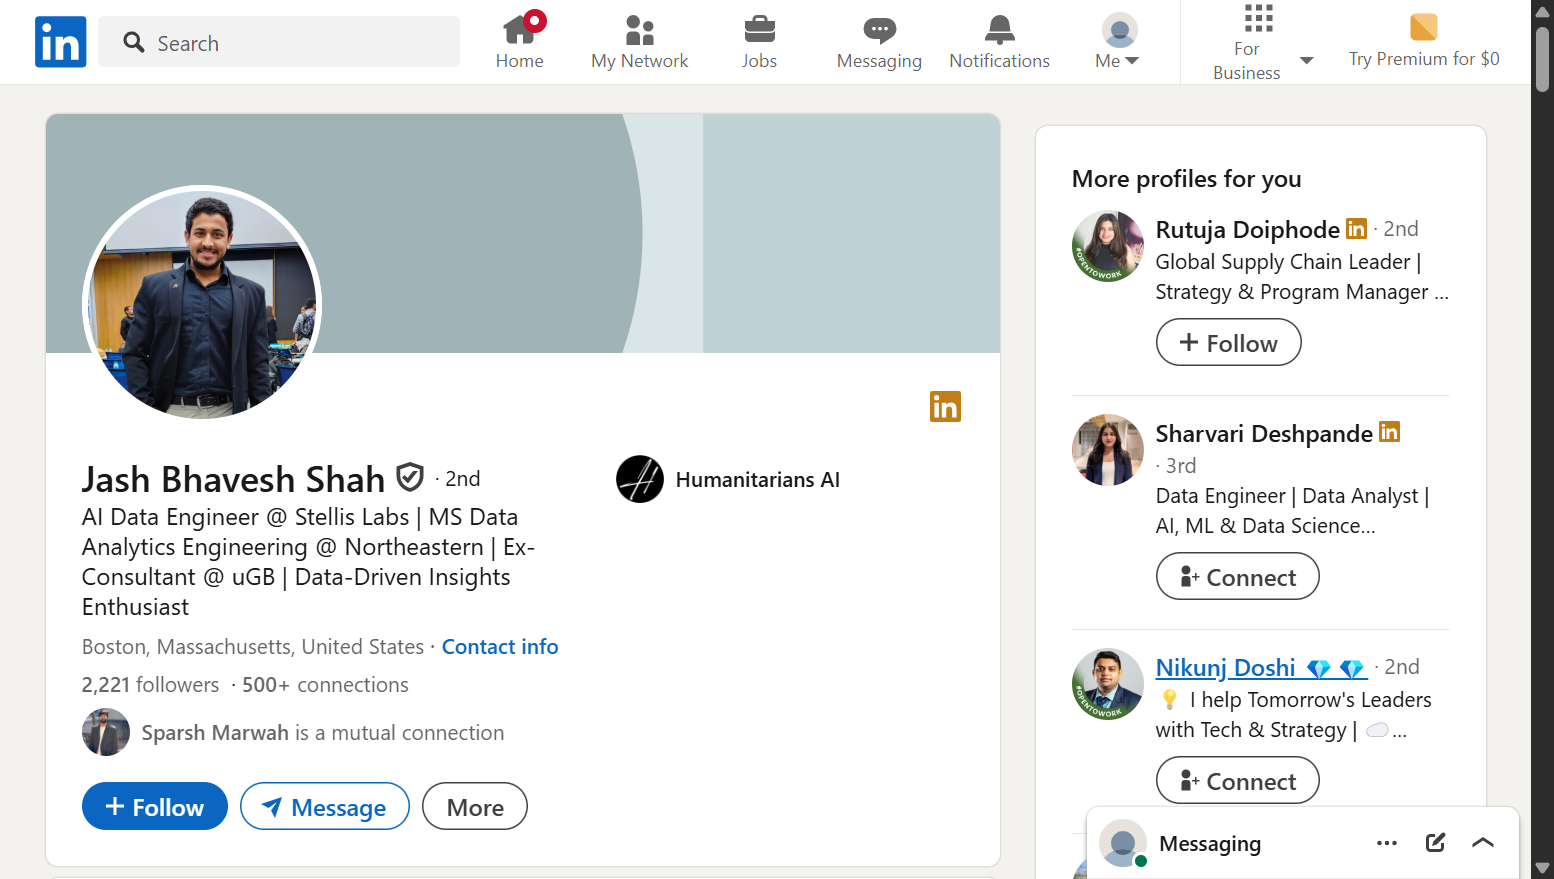 in
Search
Home
My Network
Jobs
Messaging
Notifications
Me
For
Business
Try Premium for $0
in
Jash Bhavesh Shah · 2nd
AI Data Engineer @ Stellis Labs | MS Data
Analytics Engineering @ Northeastern | Ex-
Consultant @ uGB | Data-Driven Insights
Enthusiast
Humanitarians AI
Boston, Massachusetts, United States · Contact info
2,221 followers · 500+ connections
Sparsh Marwah is a mutual connection
+ Follow
Message
More
More profiles for you
Rutuja Doiphode in · 2nd
Global Supply Chain Leader |
Strategy & Program Manager ...
#OPENTOWORK
+ Follow
Sharvari Deshpande in
· 3rd
Data Engineer | Data Analyst |
AI, ML & Data Science...
Connect
Nikunj Doshi 💎 💎 · 2nd
💡 I help Tomorrow's Leaders
with Tech & Strategy | ☁️...
#OPENTOWORK
Connect
Messaging